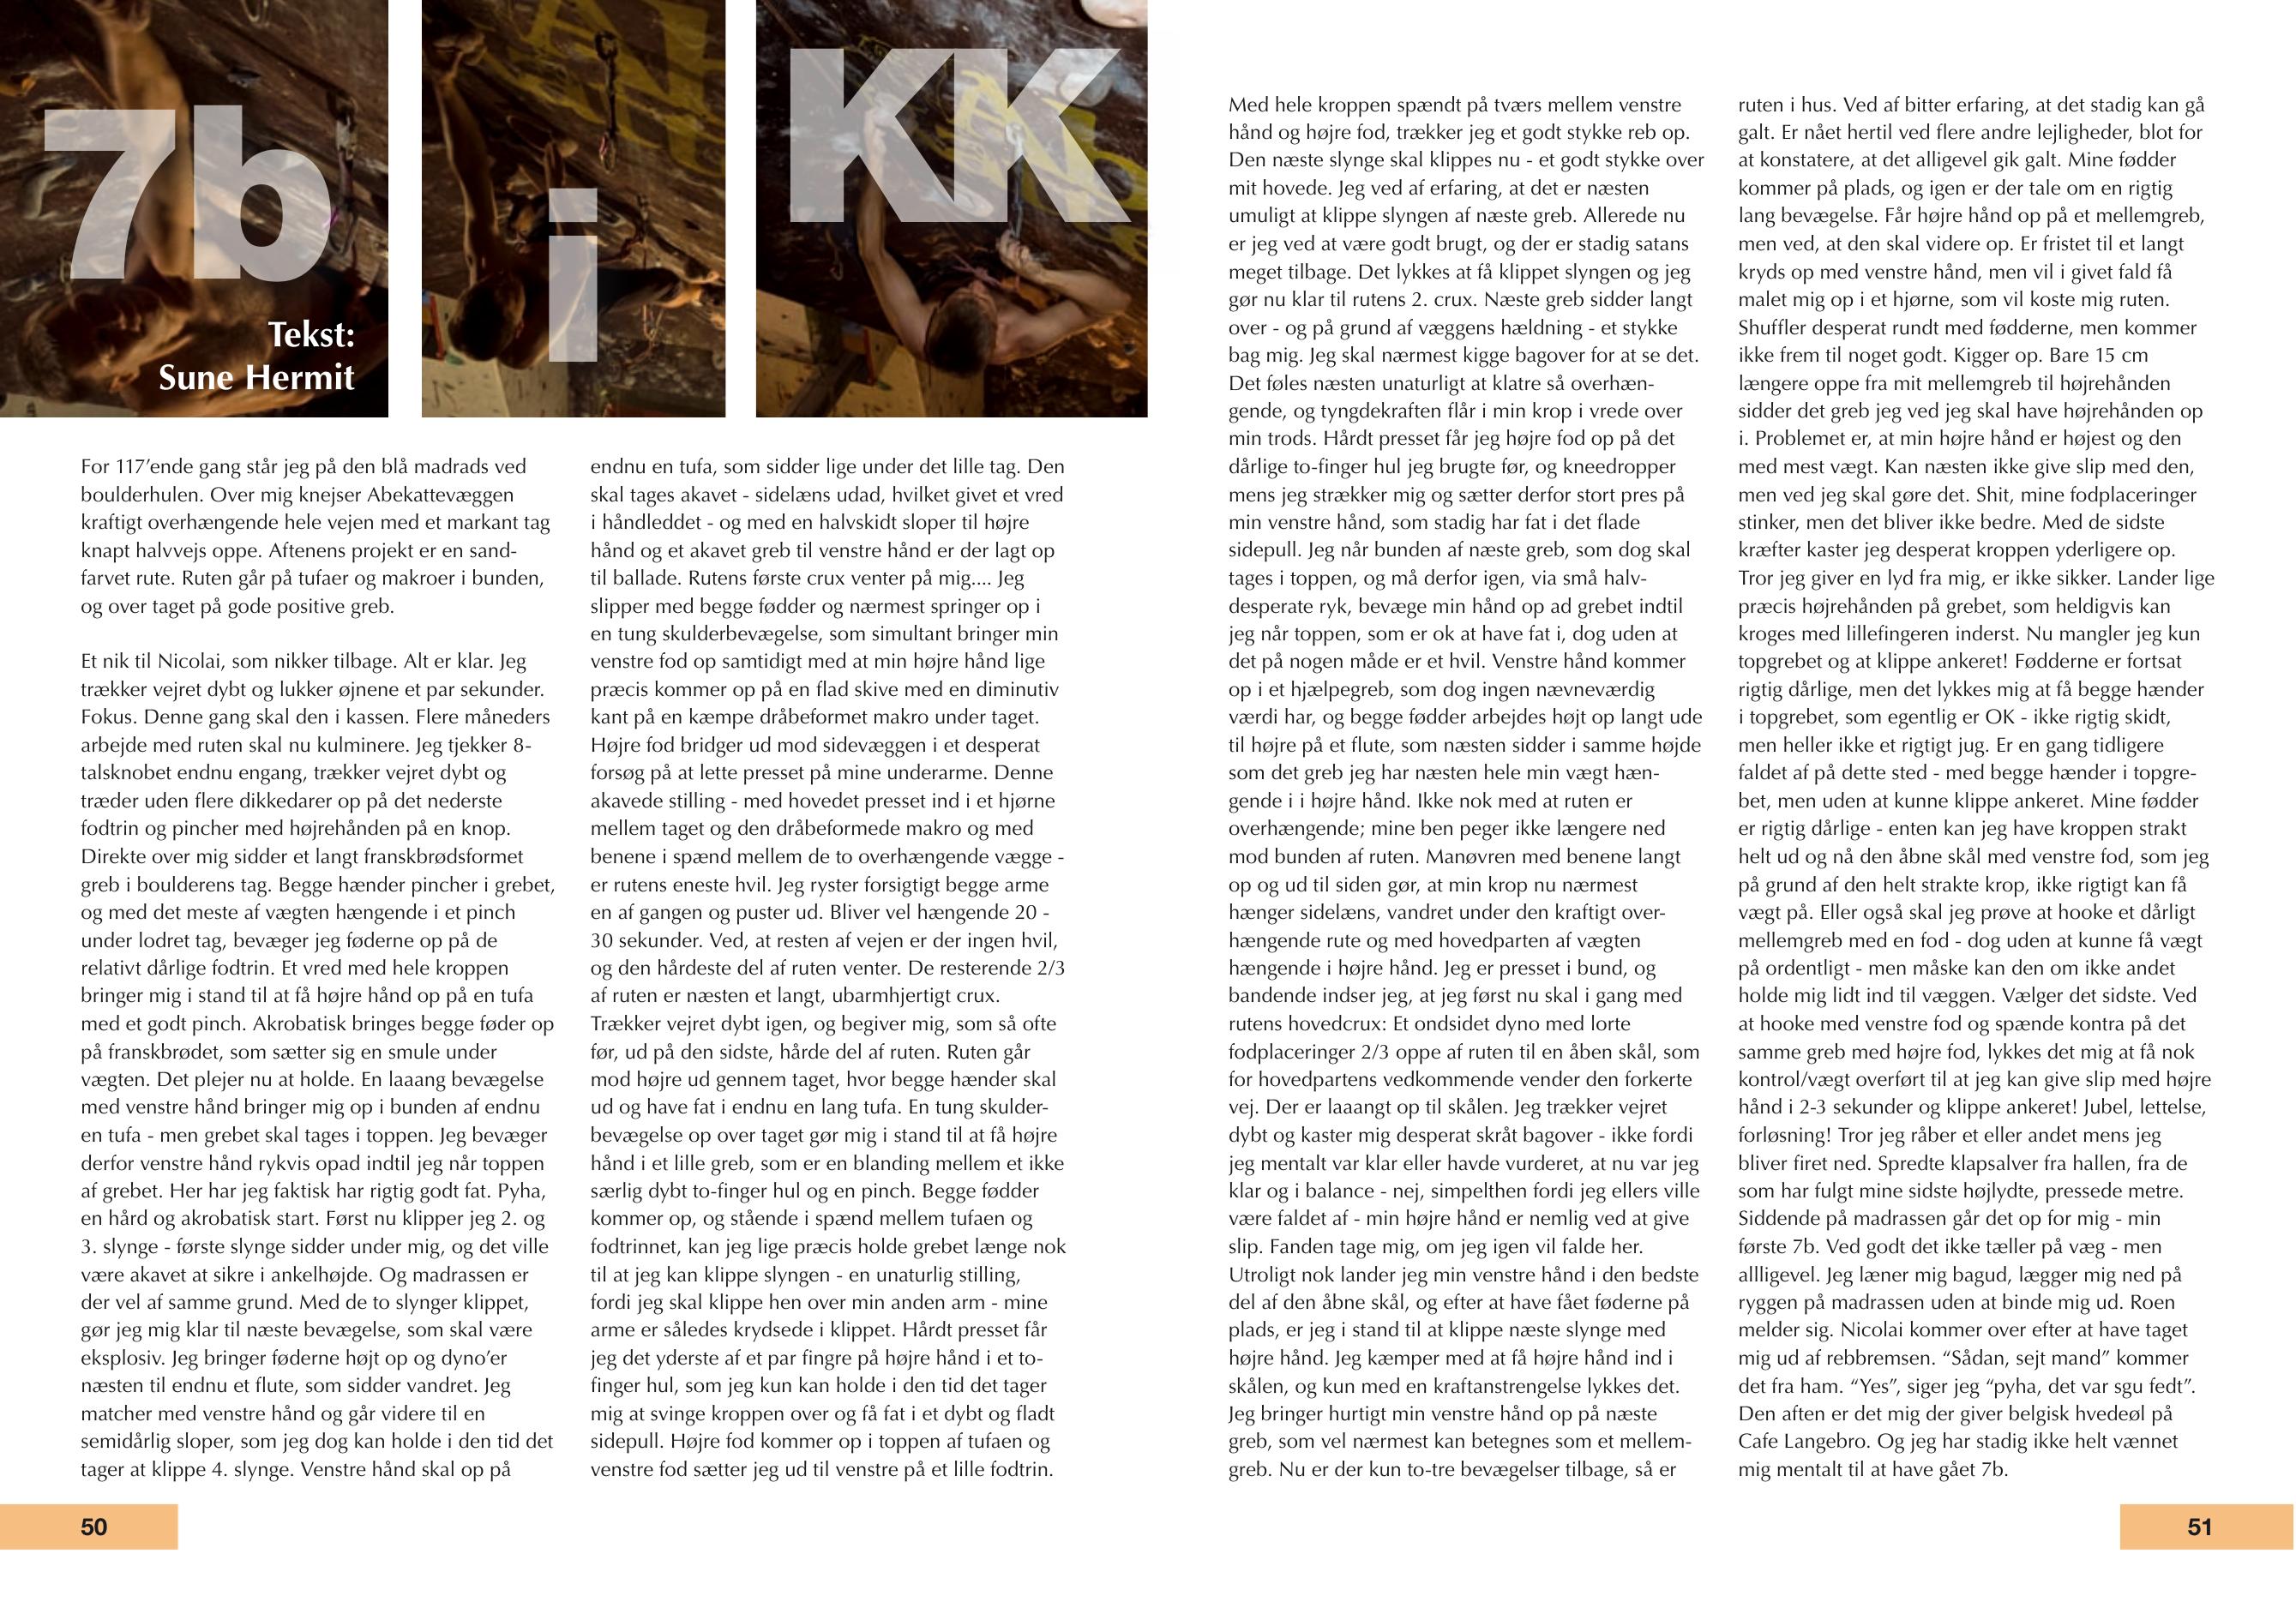 7b
i
KK
Tekst:
Sune Hermit
For 117’ende gang står jeg på den blå madrads ved
boulderhulen. Over mig knejser Abekattevæggen
kraftigt overhængende hele vejen med et markant tag
knapt halvvejs oppe. Aftenens projekt er en sand-
farvet rute. Ruten går på tufaer og makroer i bunden,
og over taget på gode positive greb.
Et nik til Nicolai, som nikker tilbage. Alt er klar. Jeg
trækker vejret dybt og lukker øjnene et par sekunder.
Fokus. Denne gang skal den i kassen. Flere måneders
arbejde med ruten skal nu kulminere. Jeg tjekker 8-
talsknobet endnu engang, trækker vejret dybt og
træder uden flere dikkedarer op på det nederste
fodtrin og pincher med højrehånden på en knop.
Direkte over mig sidder et langt franskbrødsformet
greb i boulderens tag. Begge hænder pincher i grebet,
og med det meste af vægten hængende i et pinch
under lodret tag, bevæger jeg føderne op på de
relativt dårlige fodtrin. Et vred med hele kroppen
bringer mig i stand til at få højre hånd op på en tufa
med et godt pinch. Akrobatisk bringes begge føder op
på franskbrødet, som sætter sig en smule under
vægten. Det plejer nu at holde. En laaang bevægelse
med venstre hånd bringer mig op i bunden af endnu
en tufa - men grebet skal tages i toppen. Jeg bevæger
derfor venstre hånd rykvis opad indtil jeg når toppen
af grebet. Her har jeg faktisk har rigtig godt fat. Pyha,
en hård og akrobatisk start. Først nu klipper jeg 2. og
3. slynge - første slynge sidder under mig, og det ville
være akavet at sikre i ankelhøjde. Og madrassen er
der vel af samme grund. Med de to slynger klippet,
gør jeg mig klar til næste bevægelse, som skal være
eksplosiv. Jeg bringer føderne højt op og dyno’er
næsten til endnu et flute, som sidder vandret. Jeg
matcher med venstre hånd og går videre til en
semidårlig sloper, som jeg dog kan holde i den tid det
tager at klippe 4. slynge. Venstre hånd skal op på
endnu en tufa, som sidder lige under det lille tag. Den
skal tages akavet - sidelæns udad, hvilket givet et vred
i håndleddet - og med en halvskidt sloper til højre
hånd og et akavet greb til venstre hånd er der lagt op
til ballade. Rutens første crux venter på mig.... Jeg
slipper med begge fødder og nærmest springer op i
en tung skulderbevægelse, som simultant bringer min
venstre fod op samtidigt med at min højre hånd lige
præcis kommer op på en flad skive med en diminutiv
kant på en kæmpe dråbeformet makro under taget.
Højre fod bridger ud mod sidevæggen i et desperat
forsøg på at lette presset på mine underarme. Denne
akavede stilling - med hovedet presset ind i et hjørne
mellem taget og den dråbeformede makro og med
benene i spænd mellem de to overhængende vægge -
er rutens eneste hvil. Jeg ryster forsigtigt begge arme
en af gangen og puster ud. Bliver vel hængende 20 -
30 sekunder. Ved, at resten af vejen er der ingen hvil,
og den hårdeste del af ruten venter. De resterende 2/3
af ruten er næsten et langt, ubarmhjertigt crux.
Trækker vejret dybt igen, og begiver mig, som så ofte
før, ud på den sidste, hårde del af ruten. Ruten går
mod højre ud gennem taget, hvor begge hænder skal
ud og have fat i endnu en lang tufa. En tung skulder-
bevægelse op over taget gør mig i stand til at få højre
hånd i et lille greb, som er en blanding mellem et ikke
særlig dybt to-finger hul og en pinch. Begge fødder
kommer op, og stående i spænd mellem tufaen og
fodtrinnet, kan jeg lige præcis holde grebet længe nok
til at jeg kan klippe slyngen - en unaturlig stilling,
fordi jeg skal klippe hen over min anden arm - mine
arme er således krydsede i klippet. Hårdt presset får
jeg det yderste af et par fingre på højre hånd i et to-
finger hul, som jeg kun kan holde i den tid det tager
mig at svinge kroppen over og få fat i et dybt og fladt
sidepull. Højre fod kommer op i toppen af tufaen og
venstre fod sætter jeg ud til venstre på et lille fodtrin.
Med hele kroppen spændt på tværs mellem venstre
hånd og højre fod, trækker jeg et godt stykke reb op.
Den næste slynge skal klippes nu - et godt stykke over
mit hovede. Jeg ved af erfaring, at det er næsten
umuligt at klippe slyngen af næste greb. Allerede nu
er jeg ved at være godt brugt, og der er stadig satans
meget tilbage. Det lykkes at få klippet slyngen og jeg
gør nu klar til rutens 2. crux. Næste greb sidder langt
over - og på grund af væggens hældning - et stykke
bag mig. Jeg skal nærmest kigge bagover for at se det.
Det føles næsten unaturligt at klatre så overhæn-
gende, og tyngdekraften flår i min krop i vrede over
min trods. Hårdt presset får jeg højre fod op på det
dårlige to-finger hul jeg brugte før, og kneedropper
mens jeg strækker mig og sætter derfor stort pres på
min venstre hånd, som stadig har fat i det flade
sidepull. Jeg når bunden af næste greb, som dog skal
tages i toppen, og må derfor igen, via små halv-
desperate ryk, bevæge min hånd op ad grebet indtil
jeg når toppen, som er ok at have fat i, dog uden at
det på nogen måde er et hvil. Venstre hånd kommer
op i et hjælpegreb, som dog ingen nævneværdig
værdi har, og begge fødder arbejdes højt op langt ude
til højre på et flute, som næsten sidder i samme højde
som det greb jeg har næsten hele min vægt hæn-
gende i i højre hånd. Ikke nok med at ruten er
overhængende; mine ben peger ikke længere ned
mod bunden af ruten. Manøvren med benene langt
op og ud til siden gør, at min krop nu nærmest
hænger sidelæns, vandret under den kraftigt over-
hængende rute og med hovedparten af vægten
hængende i højre hånd. Jeg er presset i bund, og
bandende indser jeg, at jeg først nu skal i gang med
rutens hovedcrux: Et ondsidet dyno med lorte
fodplaceringer 2/3 oppe af ruten til en åben skål, som
for hovedpartens vedkommende vender den forkerte
vej. Der er laaangt op til skålen. Jeg trækker vejret
dybt og kaster mig desperat skråt bagover - ikke fordi
jeg mentalt var klar eller havde vurderet, at nu var jeg
klar og i balance - nej, simpelthen fordi jeg ellers ville
være faldet af - min højre hånd er nemlig ved at give
slip. Fanden tage mig, om jeg igen vil falde her.
Utroligt nok lander jeg min venstre hånd i den bedste
del af den åbne skål, og efter at have fået føderne på
plads, er jeg i stand til at klippe næste slynge med
højre hånd. Jeg kæmper med at få højre hånd ind i
skålen, og kun med en kraftanstrengelse lykkes det.
Jeg bringer hurtigt min venstre hånd op på næste
greb, som vel nærmest kan betegnes som et mellem-
greb. Nu er der kun to-tre bevægelser tilbage, så er
ruten i hus. Ved af bitter erfaring, at det stadig kan gå
galt. Er nået hertil ved flere andre lejligheder, blot for
at konstatere, at det alligevel gik galt. Mine fødder
kommer på plads, og igen er der tale om en rigtig
lang bevægelse. Får højre hånd op på et mellemgreb,
men ved, at den skal videre op. Er fristet til et langt
kryds op med venstre hånd, men vil i givet fald få
malet mig op i et hjørne, som vil koste mig ruten.
Shuffler desperat rundt med fødderne, men kommer
ikke frem til noget godt. Kigger op. Bare 15 cm
længere oppe fra mit mellemgreb til højrehånden
sidder det greb jeg ved jeg skal have højrehånden op
i. Problemet er, at min højre hånd er højest og den
med mest vægt. Kan næsten ikke give slip med den,
men ved jeg skal gøre det. Shit, mine fodplaceringer
stinker, men det bliver ikke bedre. Med de sidste
kræfter kaster jeg desperat kroppen yderligere op.
Tror jeg giver en lyd fra mig, er ikke sikker. Lander lige
præcis højrehånden på grebet, som heldigvis kan
kroges med lillefingeren inderst. Nu mangler jeg kun
topgrebet og at klippe ankeret! Fødderne er fortsat
rigtig dårlige, men det lykkes mig at få begge hænder
i topgrebet, som egentlig er OK - ikke rigtig skidt,
men heller ikke et rigtigt jug. Er en gang tidligere
faldet af på dette sted - med begge hænder i topgre-
bet, men uden at kunne klippe ankeret. Mine fødder
er rigtig dårlige - enten kan jeg have kroppen strakt
helt ud og nå den åbne skål med venstre fod, som jeg
på grund af den helt strakte krop, ikke rigtigt kan få
vægt på. Eller også skal jeg prøve at hooke et dårligt
mellemgreb med en fod - dog uden at kunne få vægt
på ordentligt - men måske kan den om ikke andet
holde mig lidt ind til væggen. Vælger det sidste. Ved
at hooke med venstre fod og spænde kontra på det
samme greb med højre fod, lykkes det mig at få nok
kontrol/vægt overført til at jeg kan give slip med højre
hånd i 2-3 sekunder og klippe ankeret! Jubel, lettelse,
forløsning! Tror jeg råber et eller andet mens jeg
bliver firet ned. Spredte klapsalver fra hallen, fra de
som har fulgt mine sidste højlydte, pressede metre.
Siddende på madrassen går det op for mig - min
første 7b. Ved godt det ikke tæller på væg - men
allligevel. Jeg læner mig bagud, lægger mig ned på
ryggen på madrassen uden at binde mig ud. Roen
melder sig. Nicolai kommer over efter at have taget
mig ud af rebbremsen. “Sådan, sejt mand” kommer
det fra ham. “Yes”, siger jeg “pyha, det var sgu fedt”.
Den aften er det mig der giver belgisk hvedeøl på
Cafe Langebro. Og jeg har stadig ikke helt vænnet
mig mentalt til at have gået 7b.
50
51